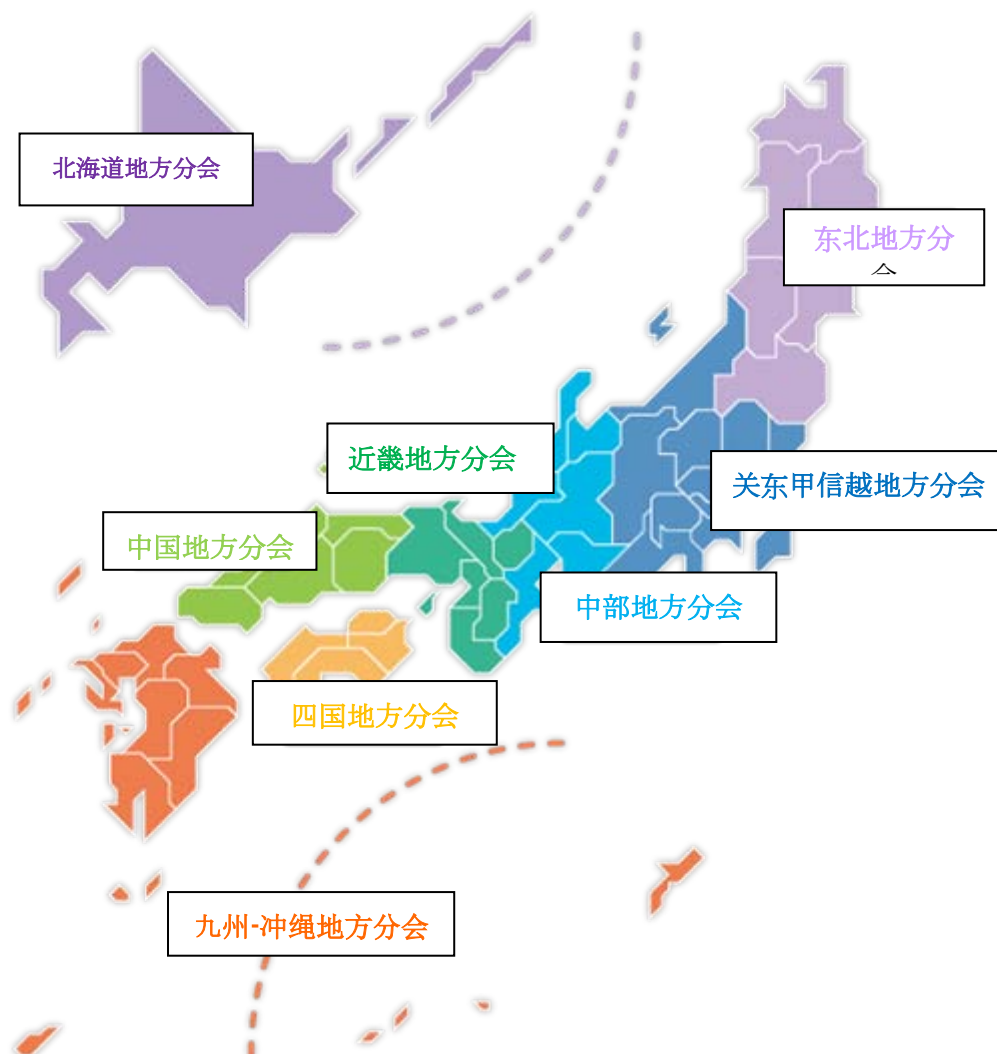 北海道地方分会
东北地方分
会
近畿地方分会
关东甲信越地方分会
中国地方分会
中部地方分会
四国地方分会
九州-冲绳地方分会